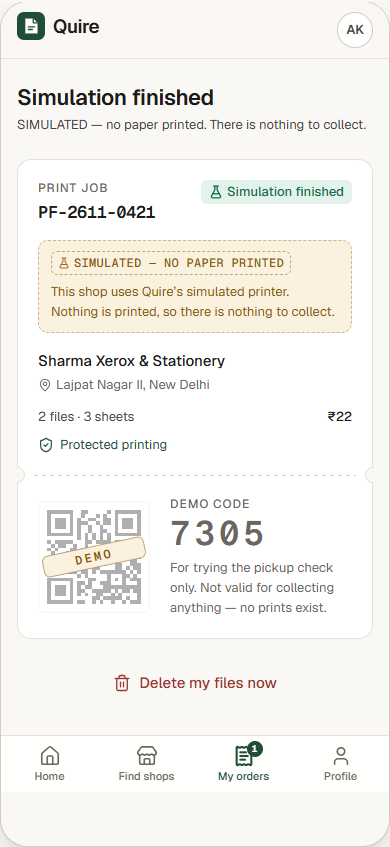 Quire
AK
Simulation finished
SIMULATED — no paper printed. There is nothing to collect.
PRINT JOB
Simulation finished
PF-2611-0421
SIMULATED — NO PAPER PRINTED
This shop uses Quire's simulated printer.
Nothing is printed, so there is nothing to collect.
Sharma Xerox & Stationery
Lajpat Nagar II, New Delhi
2 files · 3 sheets
₹22
Protected printing
DEMO
DEMO CODE
7305
For trying the pickup check
only. Not valid for collecting
anything — no prints exist.
Delete my files now
1
Home
Find shops
My orders
Profile